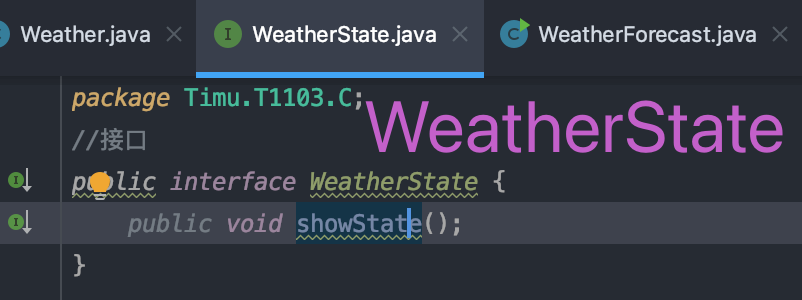 Weather.java
WeatherState.java
WeatherForecast.java
package Timu.T1103.C;
WeatherState
//接口
public interface WeatherState {
public void showState();
}